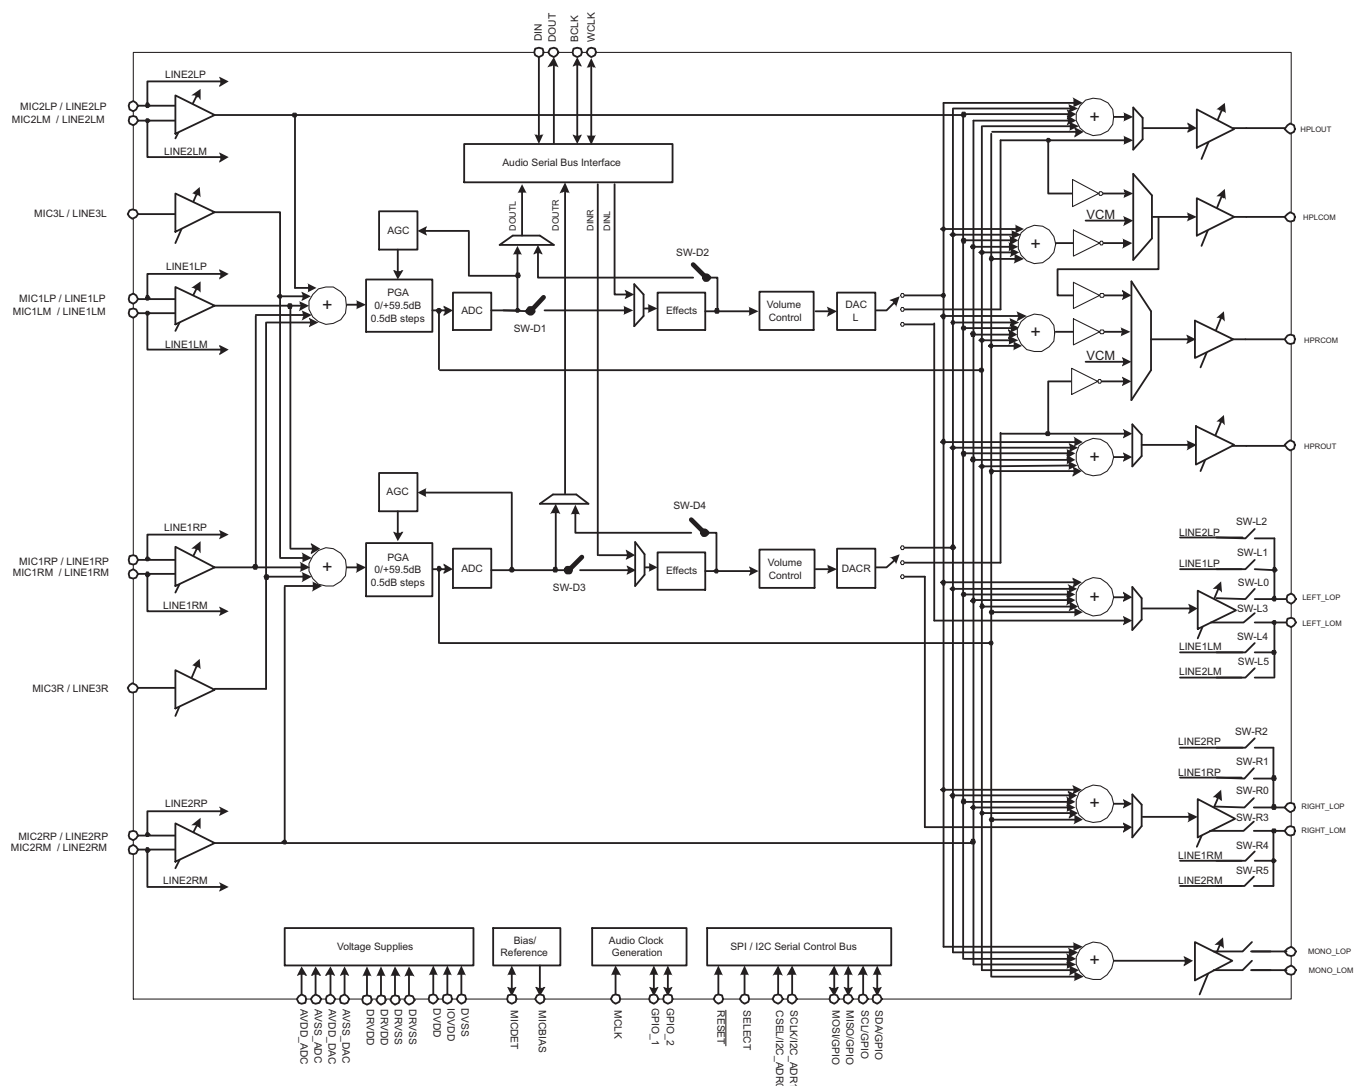 DIN
DOUT
BCLK
WCLK
LINE2LP
MIC2LP / LINE2LP
MIC2LM / LINE2LM
LINE2LM
+
HPLOUT
Audio Serial Bus Interface
MIC3L / LINE3L
AGC
DOUTL
DOUTR
DINR
DINL
SW-D2
VCM
HPLCOM
+
LINE1LP
MIC1LP / LINE1LP
MIC1LM / LINE1LM
LINE1LM
+
PGA
0/+59.5dB
0.5dB steps
ADC
SW-D1
Effects
Volume
Control
DAC
L
+
VCM
HPRCOM
+
HPROUT
AGC
SW-D4
LINE1RP
MIC1RP / LINE1RP
MIC1RM / LINE1RM
LINE1RM
+
PGA
0/+59.5dB
0.5dB steps
ADC
SW-D3
Effects
Volume
Control
DACR
+
LINE2LP
SW-L2
LINE1LP
SW-L1
SW-L0
LEFT_LOP
SW-L3
LEFT_LOM
SW-L4
LINE1LM
SW-L5
LINE2LM
MIC3R / LINE3R
LINE2RP
SW-R2
LINE1RP
SW-R1
SW-R0
RIGHT_LOP
SW-R3
RIGHT_LOM
SW-R4
LINE1RM
SW-R5
LINE2RM
+
LINE2RP
MIC2RP / LINE2RP
MIC2RM / LINE2RM
LINE2RM
Voltage Supplies
Bias/
Reference
Audio Clock
Generation
SPI / I2C Serial Control Bus
+
MONO_LOP
MONO_LOM
AVDD_ADC
AVSS_ADC
AVDD_DAC
AVSS_DAC
DRVDD
DRVDD
DRVSS
DRVSS
DVDD
IOVDD
DVSS
MICDET
MICBIAS
MCLK
GPIO_1
GPIO_2
RESET
SELECT
CSEL/I2C_ADR
SCLK/I2C_ADR
MOSI/GPIO
MISO/GPIO
SCL/GPIO
SDA/GPIO